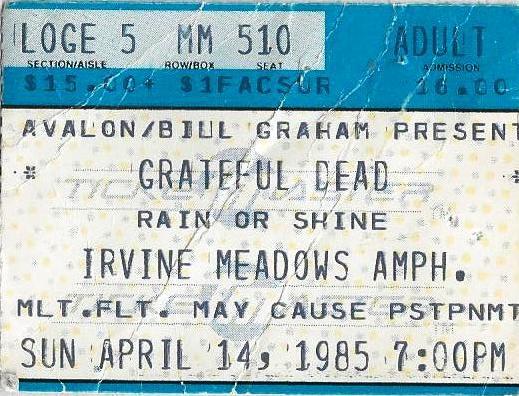 LOGE 5 MM 510 ADULT
SECTION/AISLE ROW/BOX SEAT ADMISSION
$15.00+ $1FACSUR 16.00
AVALON/BILL GRAHAM PRESENT
* GRATEFUL DEAD *
RAIN OR SHINE
IRVINE MEADOWS AMPH.
MLT.FLT. MAY CAUSE PSTPNMT
SUN APRIL 14, 1985 7:00PM